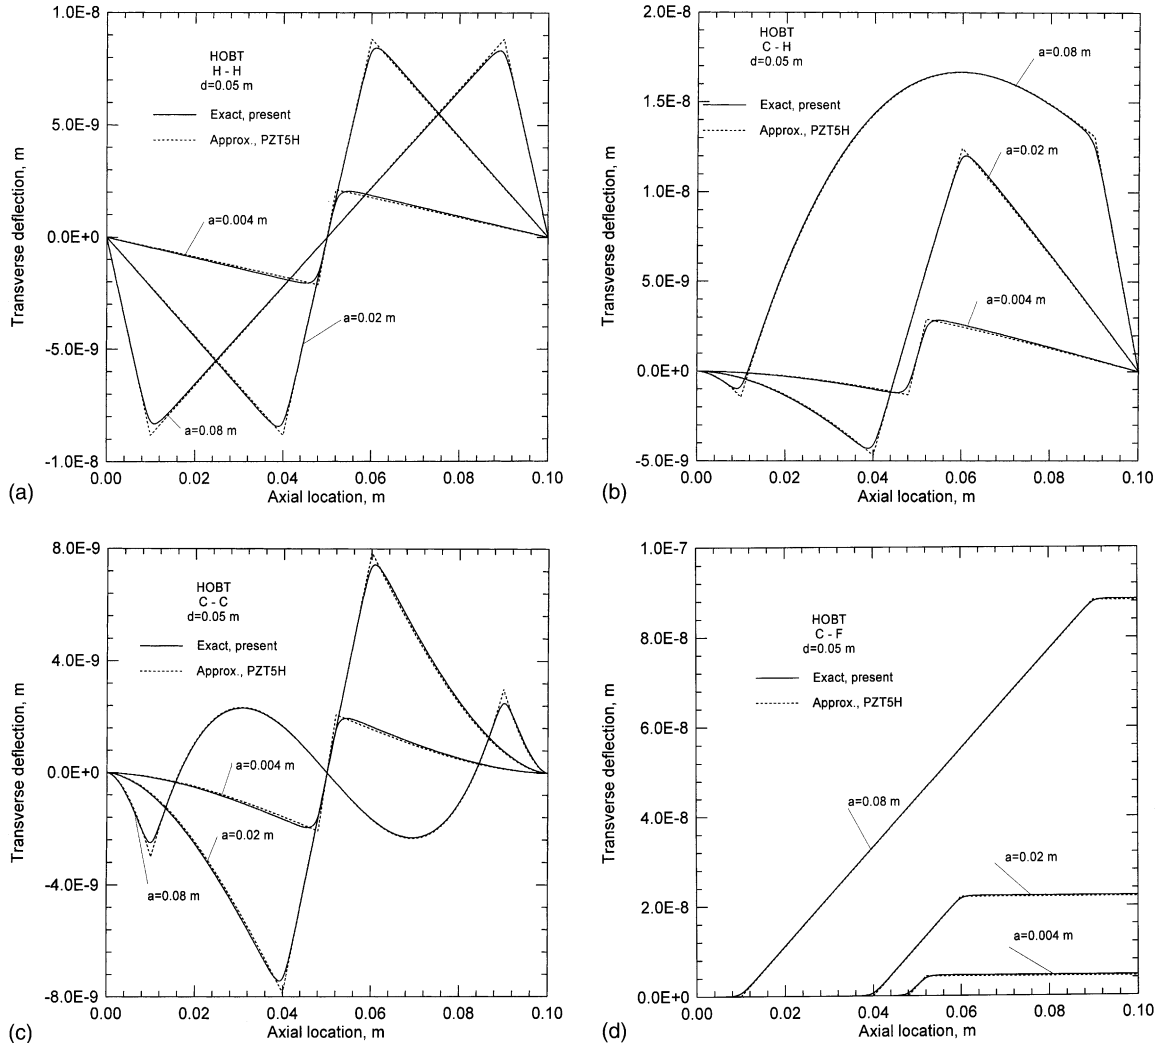 1.0E-8
HOBT
H - H
d=0.05 m
Exact, present
Approx., PZT5H
5.0E-9
a=0.004 m
0.0E+0
a=0.02 m
-5.0E-9
a=0.08 m
-1.0E-8
0.00 0.02 0.04 0.06 0.08 0.10
Axial location, m
Transverse deflection, m
(a)
2.0E-8
HOBT
C - H
d=0.05 m
a=0.08 m
Exact, present
Approx., PZT5H
1.5E-8
a=0.02 m
1.0E-8
a=0.004 m
5.0E-9
0.0E+0
-5.0E-9
0.00 0.02 0.04 0.06 0.08 0.10
Axial location, m
Transverse deflection, m
(b)
8.0E-9
HOBT
C - C
d=0.05 m
Exact, present
Approx., PZT5H
4.0E-9
a=0.004 m
0.0E+0
a=0.02 m
a=0.08 m
-4.0E-9
-8.0E-9
0.00 0.02 0.04 0.06 0.08 0.10
Axial location, m
Transverse deflection, m
(c)
1.0E-7
HOBT
C - F
d=0.05 m
Exact, present
Approx., PZT5H
8.0E-8
6.0E-8
a=0.08 m
4.0E-8
a=0.02 m
2.0E-8
a=0.004 m
0.0E+0
0.00 0.02 0.04 0.06 0.08 0.10
Axial location, m
Transverse deflection, m
(d)